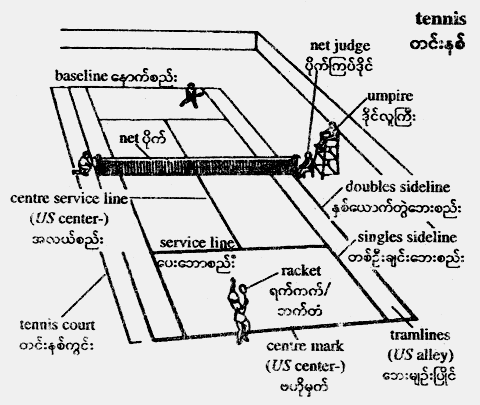 tennis
တင်းနစ်
net judge
ပိုက်ကြပ်ဒိုင်
baseline နောက်စည်း
umpire
ဒိုင်လူကြီး
net ပိုက်
doubles sideline
နှစ်ယောက်တွဲဘေးစည်း
centre service line
(US center-)
အလယ်စည်း
singles sideline
တစ်ဦးချင်းဘေးစည်း
service line
ပေးဘောစည်း
racket
ရက်ကက်/
ဘက်တံ
tennis court
တင်းနစ်ကွင်း
tramlines
(US alley)
ဘေးမျဉ်းပြိုင်
centre mark
(US center-)
ဗဟိုမှတ်